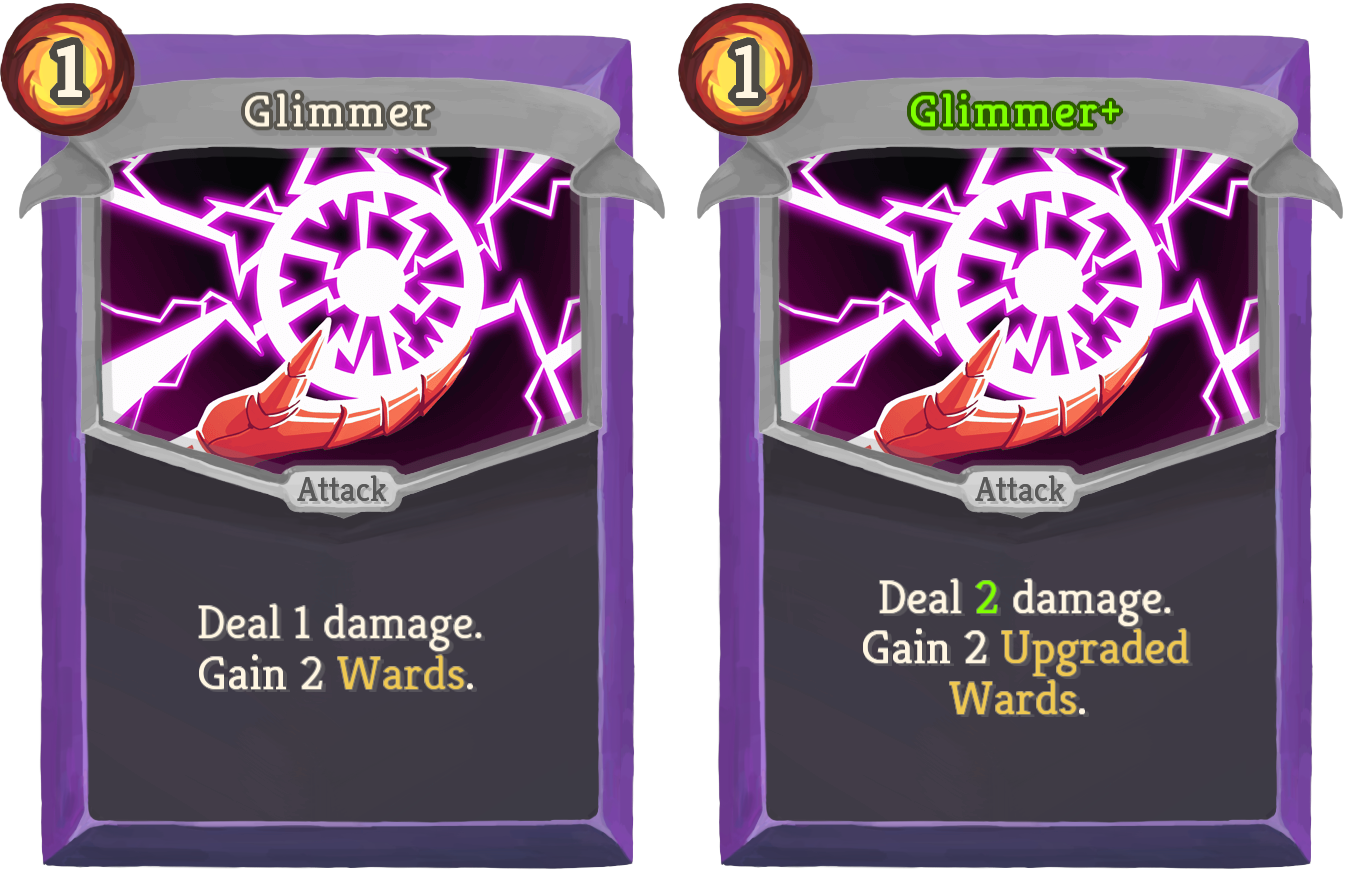 1
Glimmer
Attack
Deal 1 damage.
Gain 2 Wards.
1
Glimmer+
Attack
Deal 2 damage.
Gain 2 Upgraded
Wards.